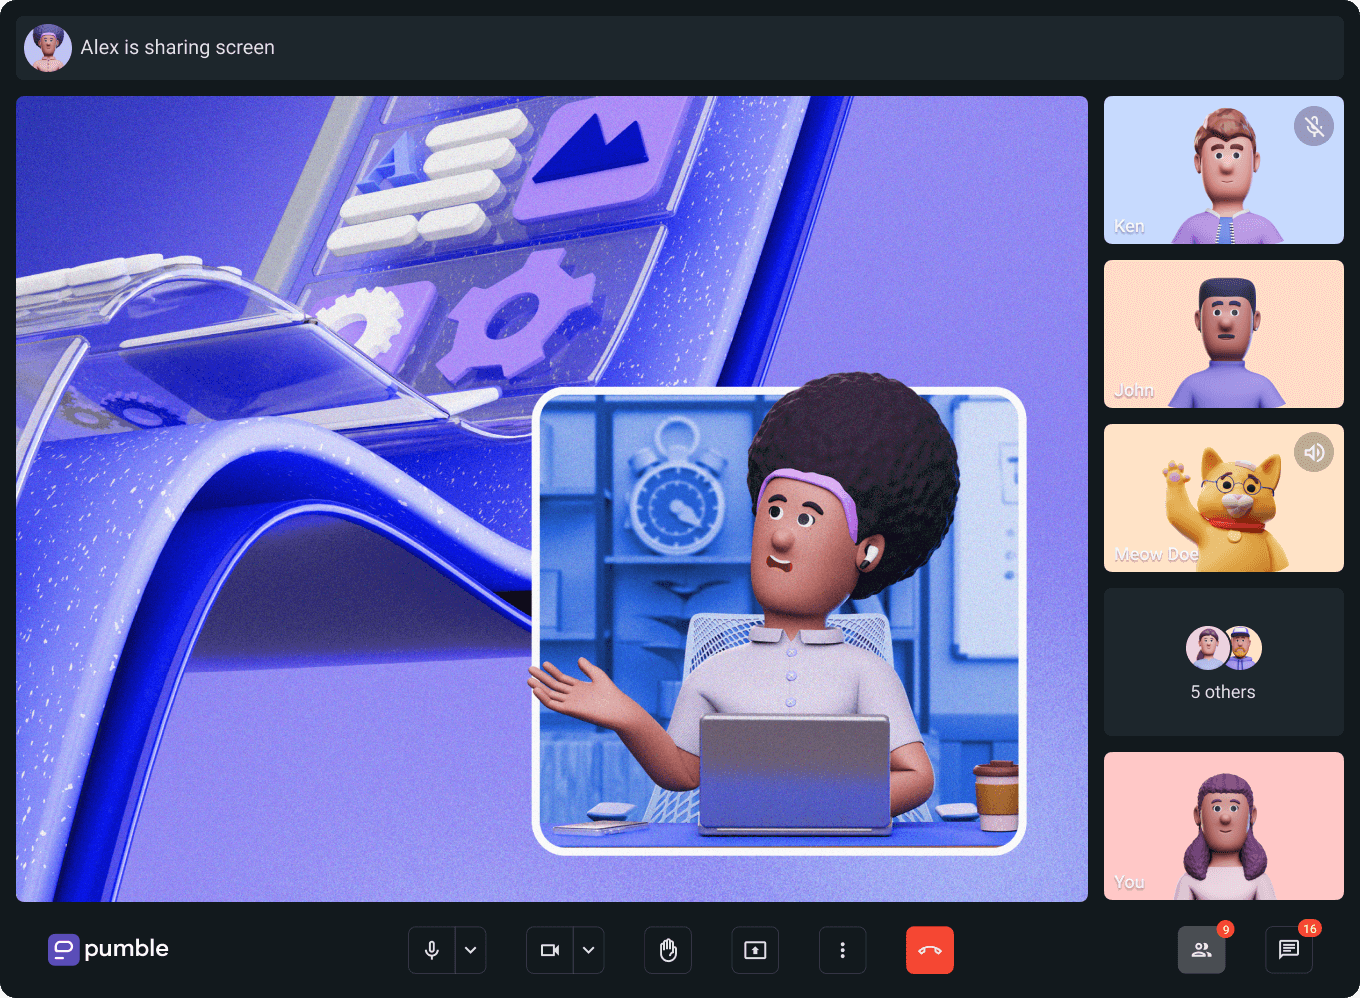 Alex is sharing screen
A
Ken
John
Meow Doe
5 others
You
pumble
9
16